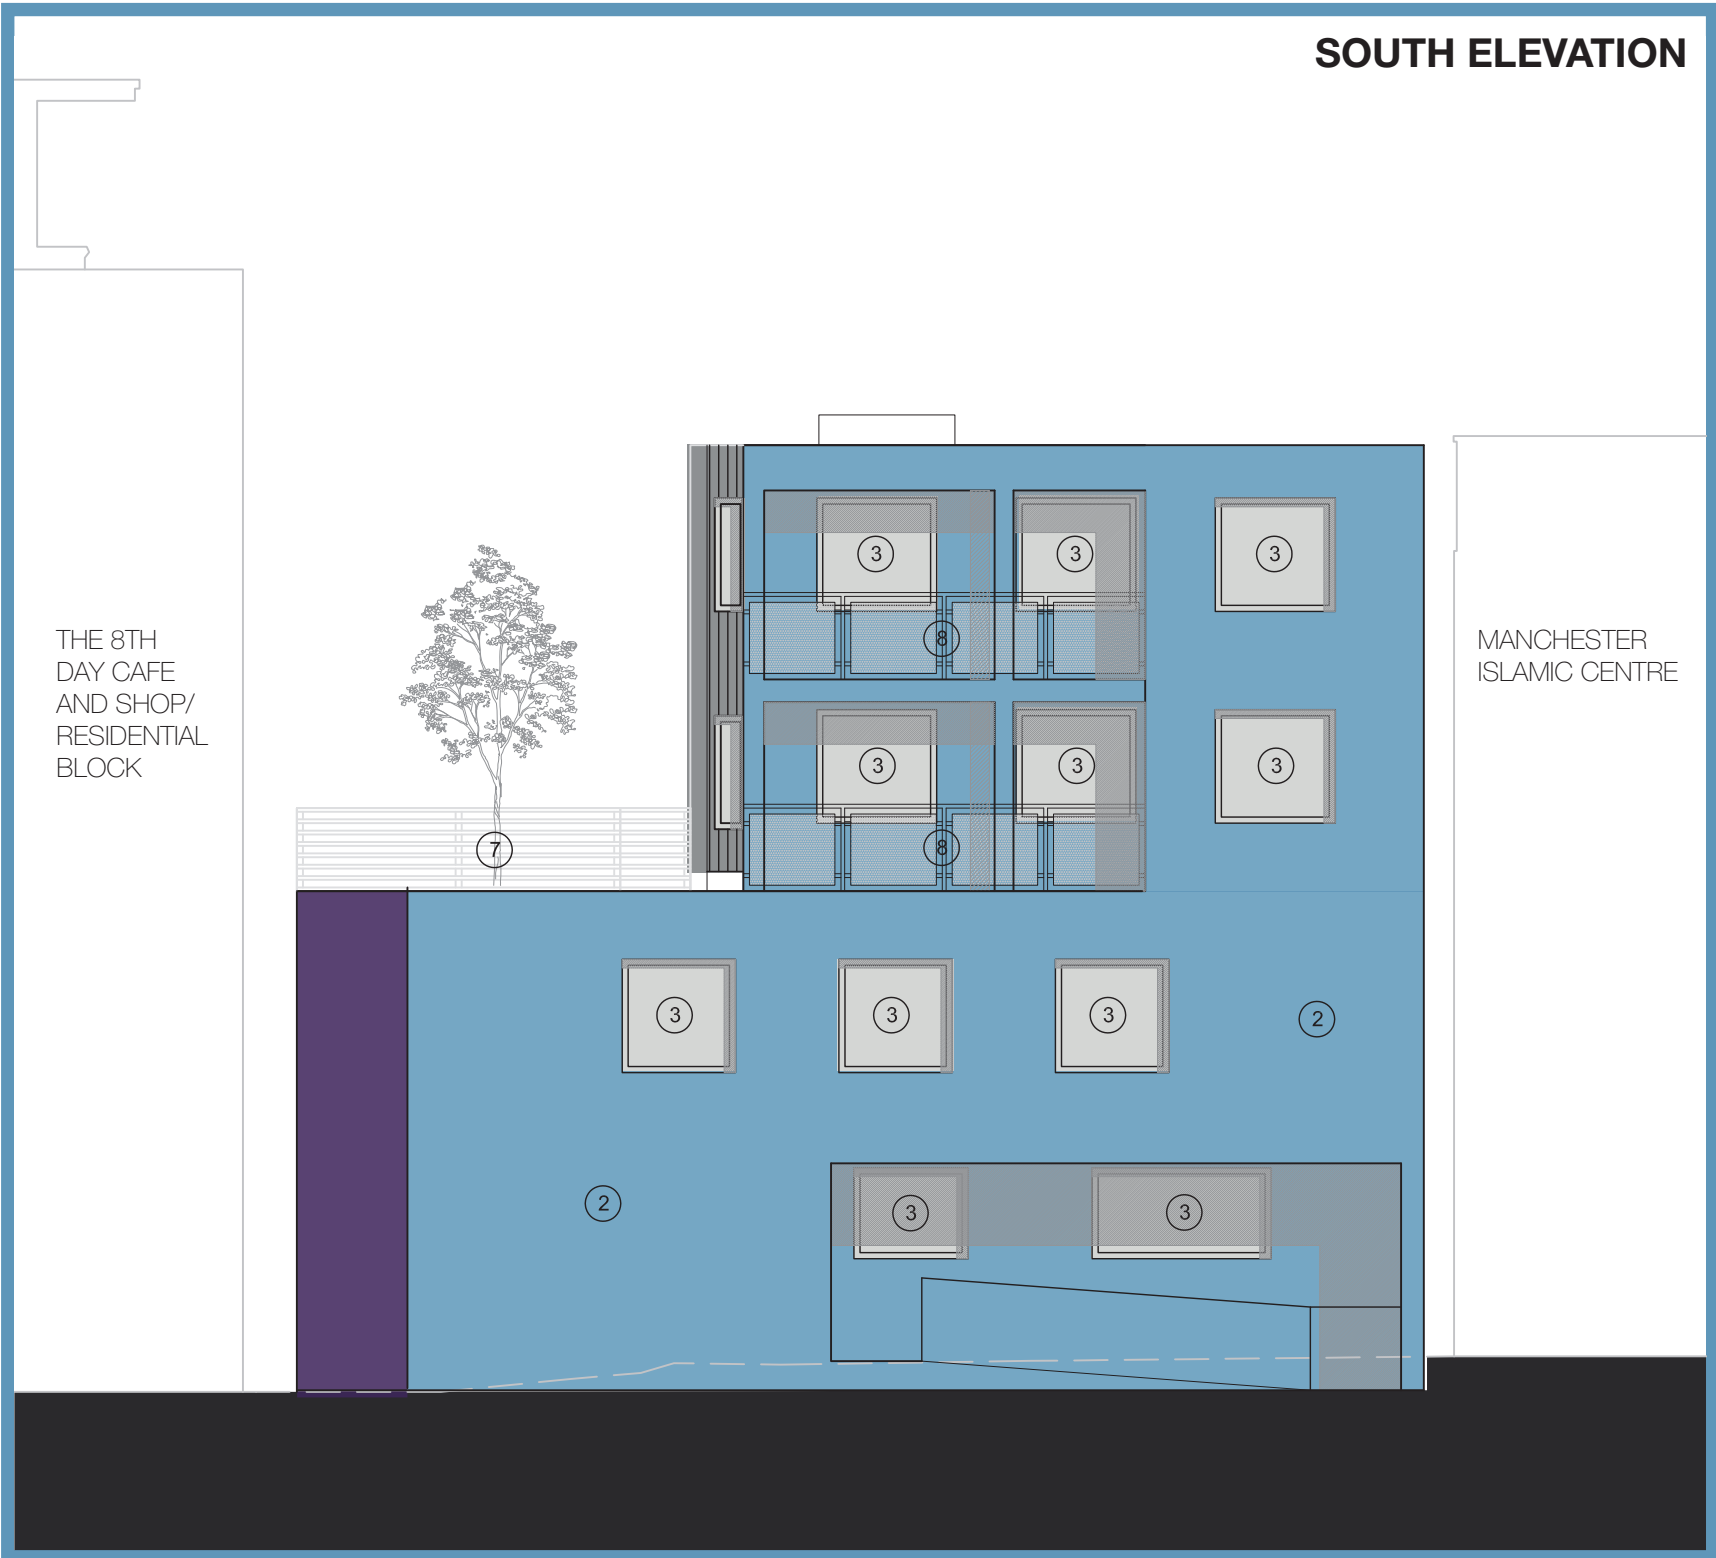 SOUTH ELEVATION
3 3 3
THE 8TH
DAY CAFE
AND SHOP/
RESIDENTIAL
BLOCK
8
MANCHESTER
ISLAMIC CENTRE
3 3 3
7 8
3 3 3 2
2 3 3